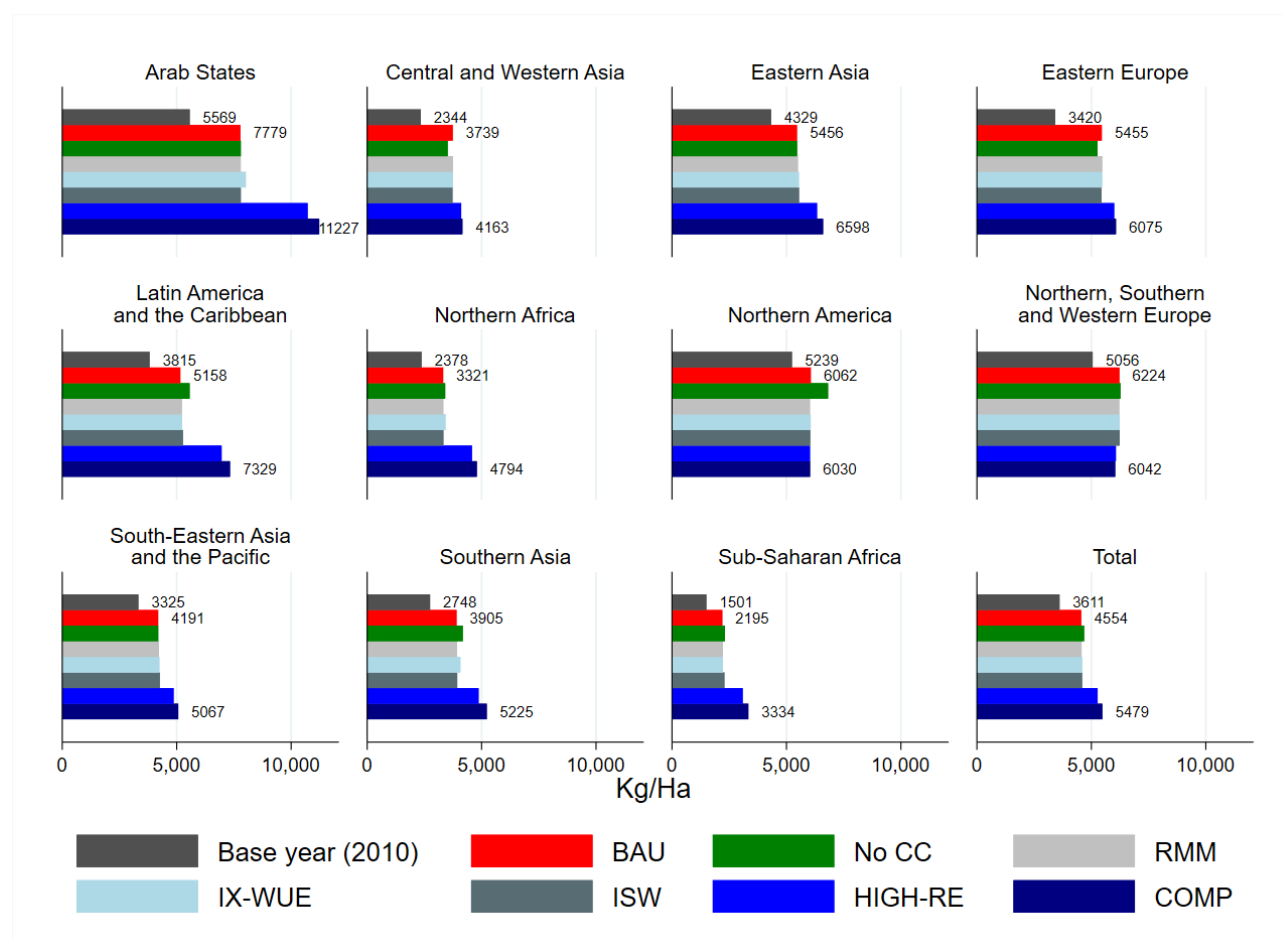 Arab States
Central and Western Asia
Eastern Asia
Eastern Europe
5569
7779
11227
2344
3739
4163
4329
5456
6598
3420
5455
6075
Latin America
and the Caribbean
Northern Africa
Northern America
Northern, Southern
and Western Europe
3815
5158
7329
2378
3321
4794
5239
6062
6030
5056
6224
6042
South-Eastern Asia
and the Pacific
Southern Asia
Sub-Saharan Africa
Total
3325
4191
5067
2748
3905
5225
1501
2195
3334
3611
4554
5479
0 5,000 10,000 0 5,000 10,000 0 5,000 10,000 0 5,000 10,000
Kg/Ha
Base year (2010) BAU No CC RMM
IX-WUE ISW HIGH-RE COMP